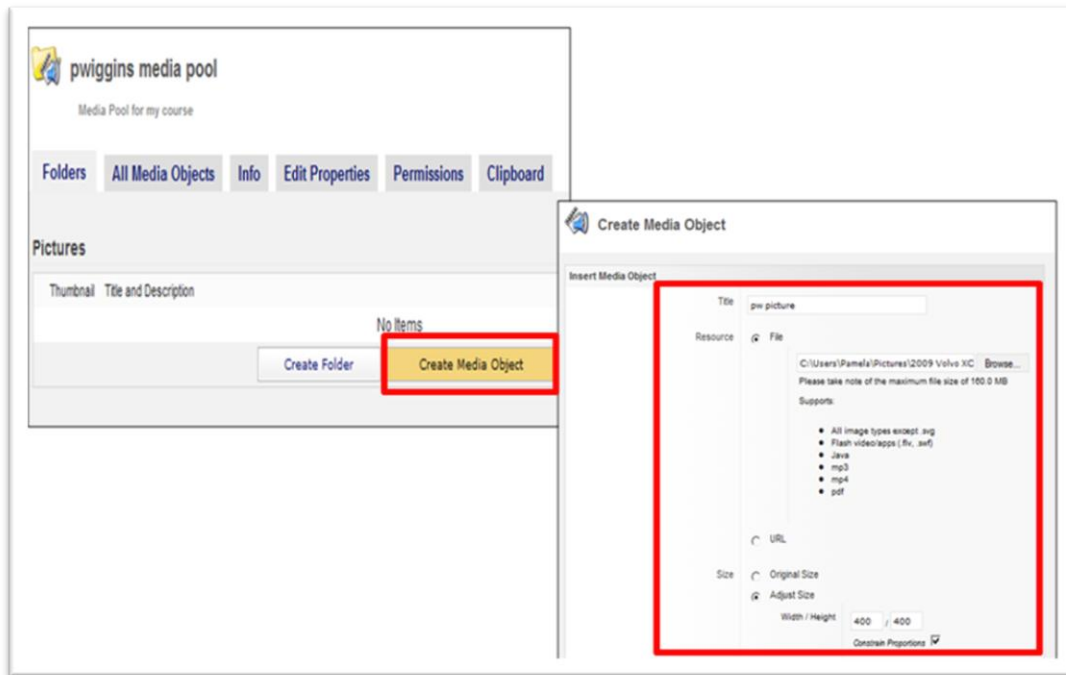 pwiggins media pool
Media Pool for my course
Folders All Media Objects Info Edit Properties Permissions Clipboard
Pictures
Thumbnail Title and Description
No Items
Create Folder Create Media Object
Create Media Object
Insert Media Object
Title pw picture
Resource File
C:\Users\Pamela\Pictures\2009 Volvo XC Browse...
Please take note of the maximum file size of 160.0 MB
Supports:
All image types except .svg
Flash video/apps (.flv, .swf)
Java
mp3
mp4
pdf
URL
Size Original Size
Adjust Size
Width / Height 400 / 400
Constrain Proportions